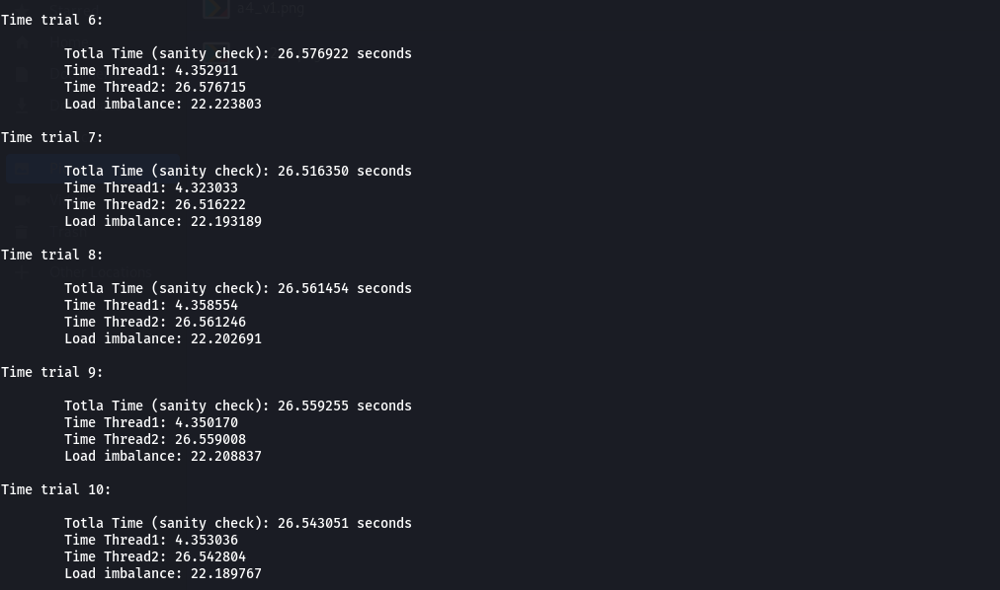 a4_v1.png
Time trial 6:
Totla Time (sanity check): 26.576922 seconds
Time Thread1: 4.352911
Time Thread2: 26.576715
Load imbalance: 22.223803
Time trial 7:
Totla Time (sanity check): 26.516350 seconds
Time Thread1: 4.323033
Time Thread2: 26.516222
Load imbalance: 22.193189
Time trial 8:
Totla Time (sanity check): 26.561454 seconds
Time Thread1: 4.358554
Time Thread2: 26.561246
Load imbalance: 22.202691
Time trial 9:
Totla Time (sanity check): 26.559255 seconds
Time Thread1: 4.350170
Time Thread2: 26.559008
Load imbalance: 22.208837
Time trial 10:
Totla Time (sanity check): 26.543051 seconds
Time Thread1: 4.353036
Time Thread2: 26.542804
Load imbalance: 22.189767